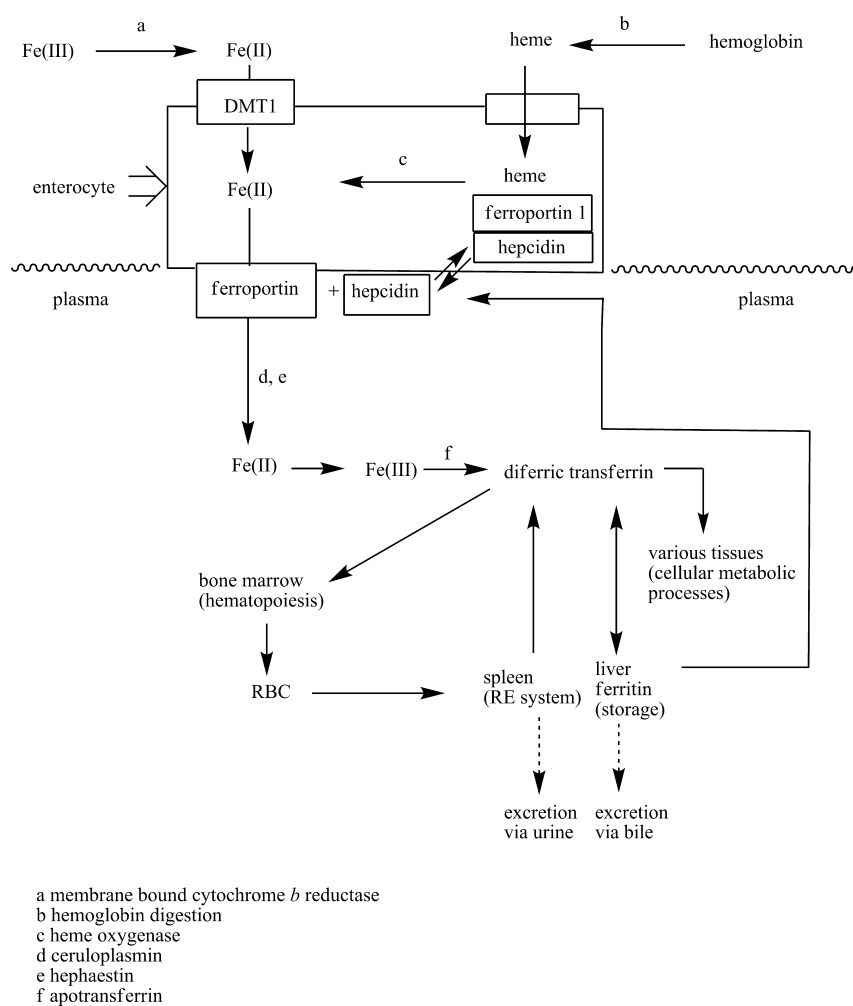 a
b
Fe(III)
Fe(II)
heme
hemoglobin
DMT1
c
heme
enterocyte
Fe(II)
ferroportin 1
hepcidin
ferroportin
+
hepcidin
plasma
plasma
d, e
f
Fe(II)
Fe(III)
diferric transferrin
various tissues
(cellular metabolic
processes)
bone marrow
(hematopoiesis)
RBC
spleen
(RE system)
liver
ferritin
(storage)
excretion
via urine
excretion
via bile
a membrane bound cytochrome b reductase
b hemoglobin digestion
c heme oxygenase
d ceruloplasmin
e hephaestin
f apotransferrin